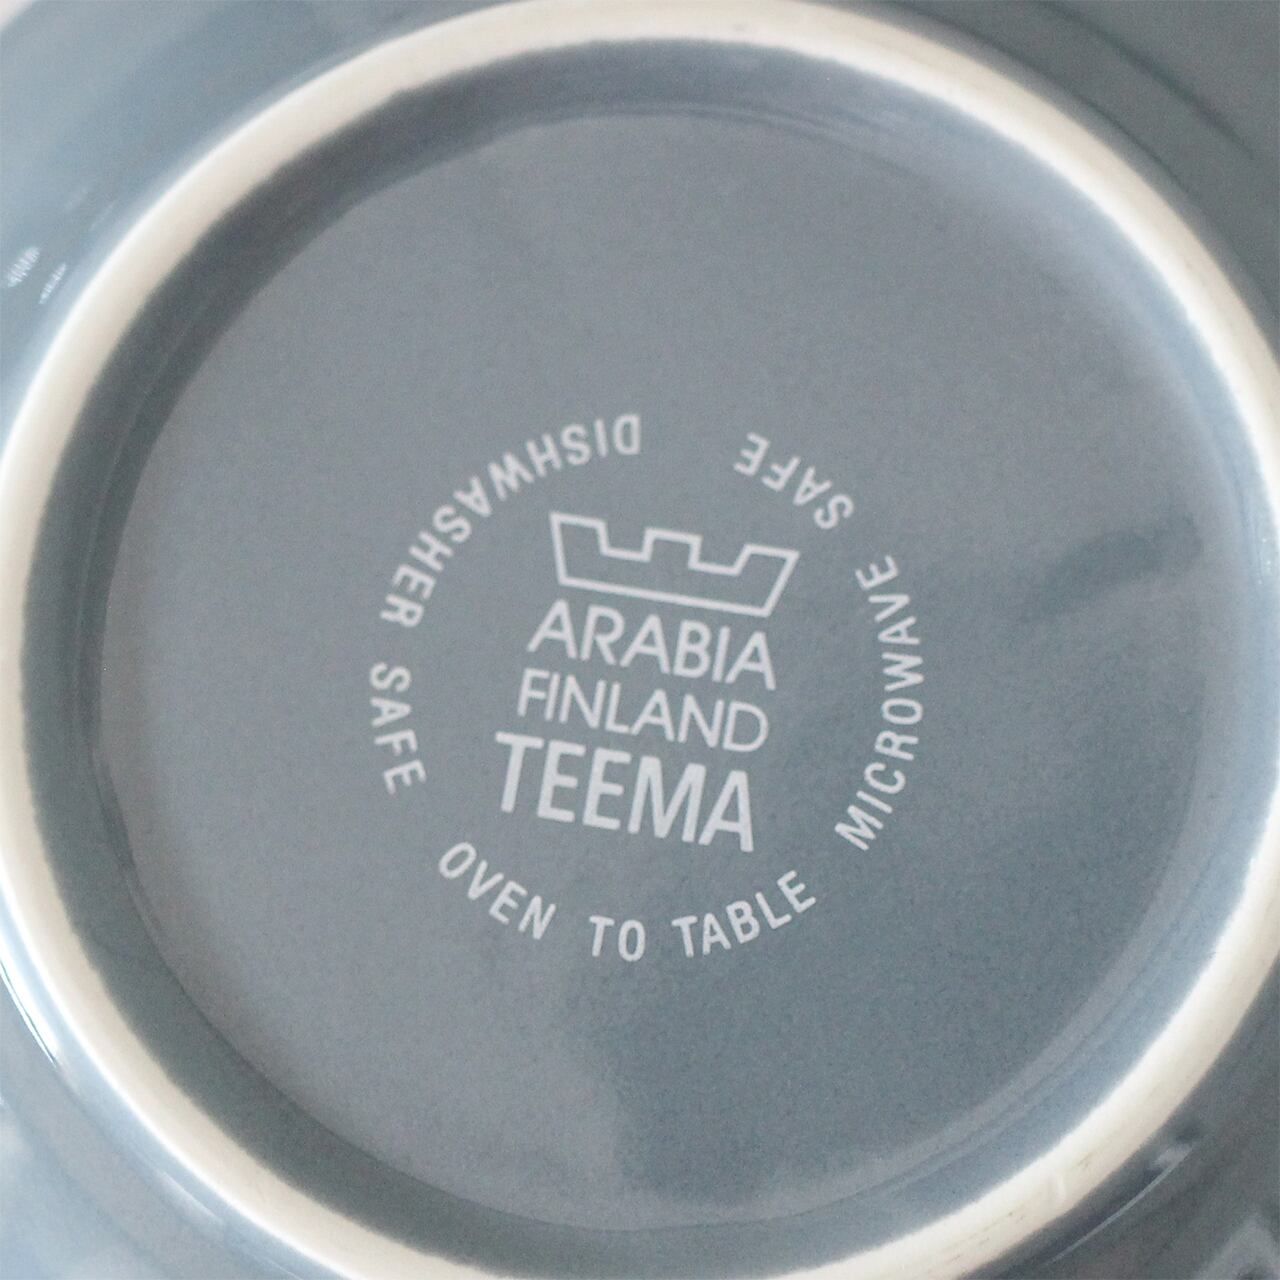 ARABIA
FINLAND
TEEMA
DISHWASHER SAFE
OVEN TO TABLE
MICROWAVE SAFE